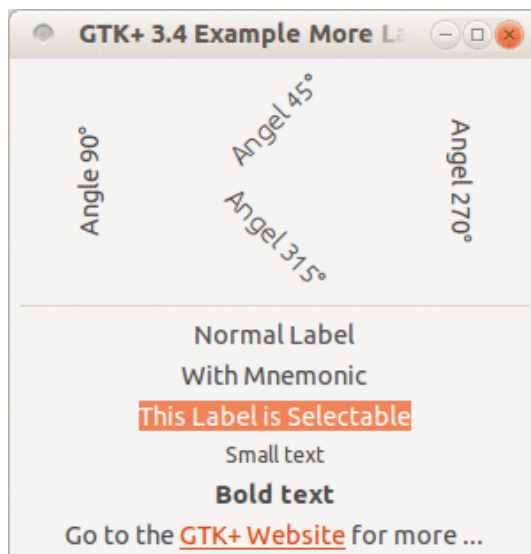 GTK+ 3.4 Example More
Angle 90°
Angel 45°
Angel 315°
Angel 270°
Normal Label
With Mnemonic
This Label is Selectable
Small text
Bold text
Go to the GTK+ Website for more ...